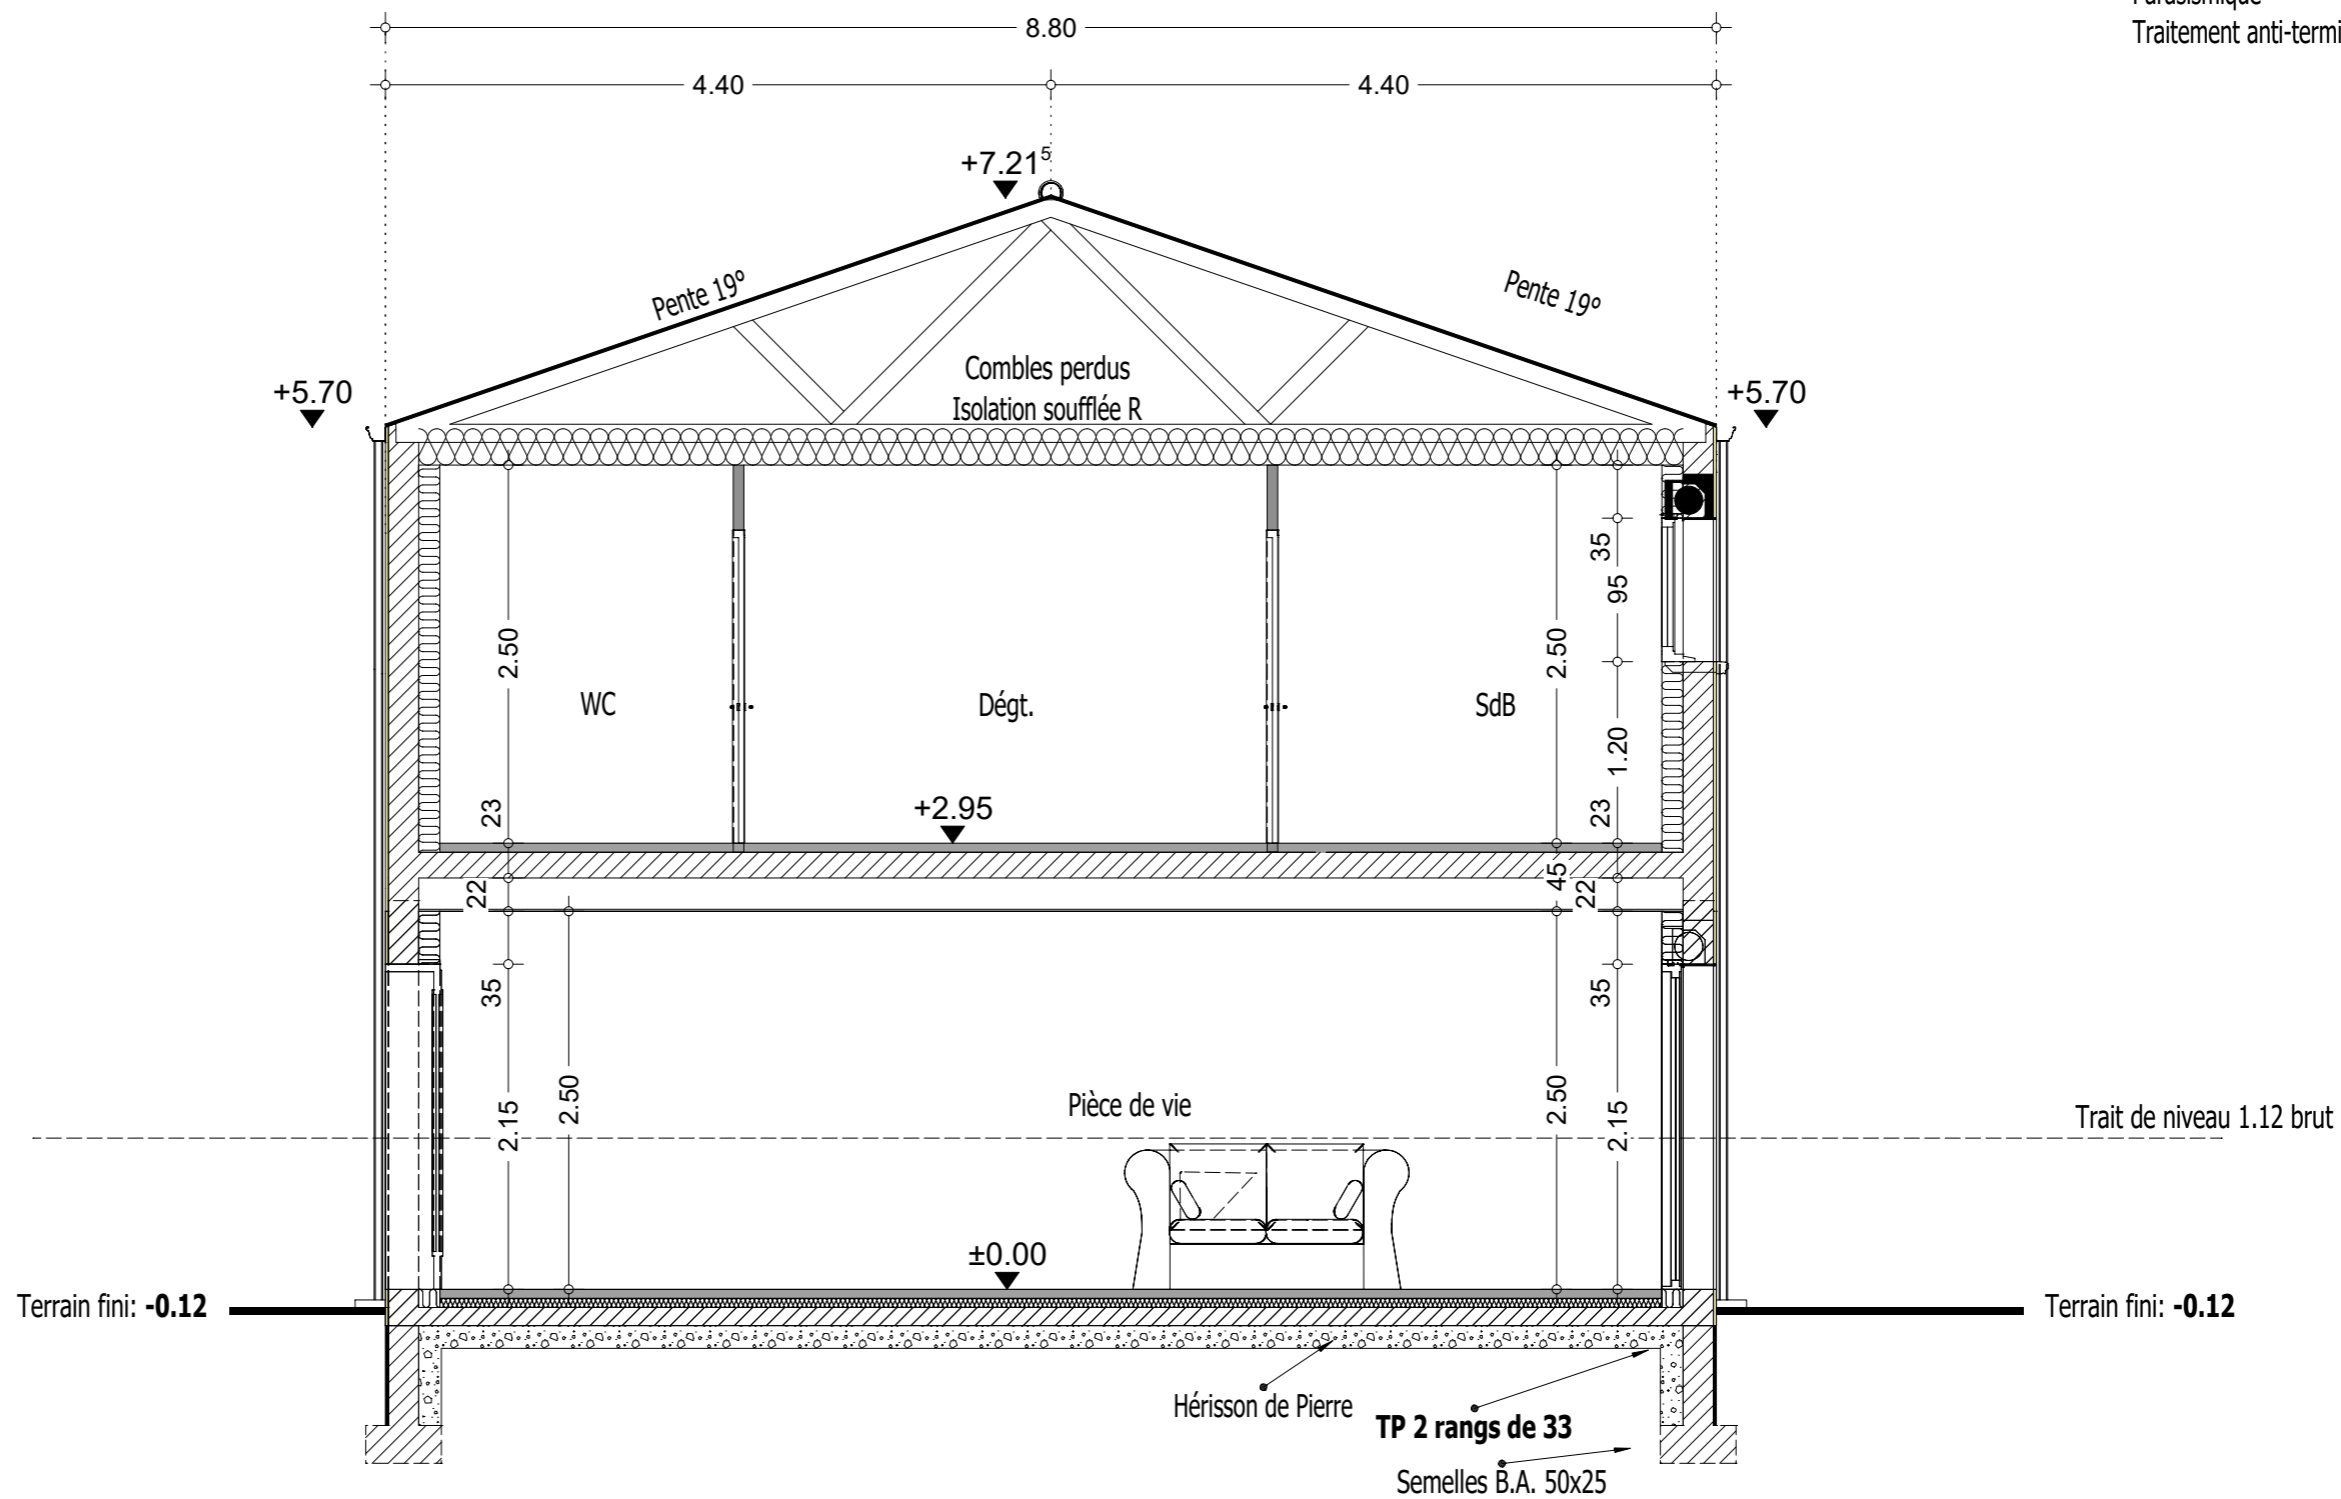 Traitement anti-termi
8.80
4.40
4.40
+7.21⁵
Pente 19º
Pente 19º
Combles perdus
Isolation soufflée R
+5.70
+5.70
35
95
2.50
2.50
WC
Dégt.
SdB
1.20
23
+2.95
23
22
45
22
35
35
2.15
2.50
Pièce de vie
2.50
2.15
Trait de niveau 1.12 brut
±0.00
Terrain fini: -0.12
Terrain fini: -0.12
Hérisson de Pierre
TP 2 rangs de 33
Semelles B.A. 50x25